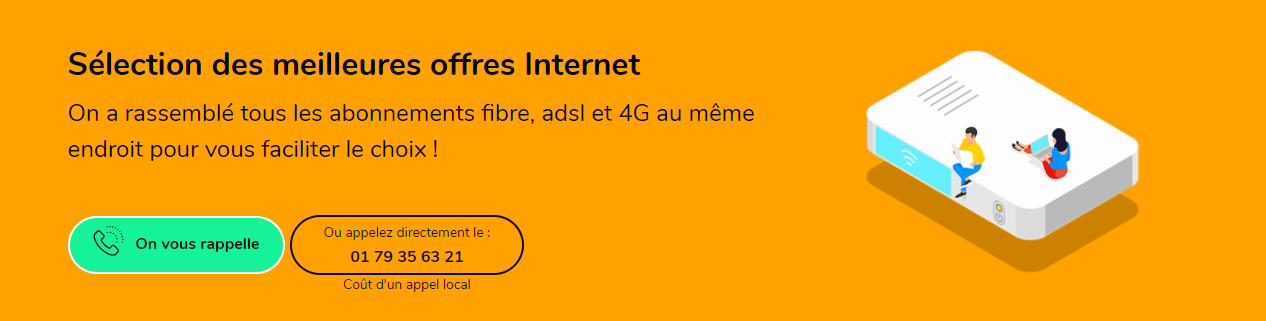 Sélection des meilleures offres Internet
On a rassemblé tous les abonnements fibre, adsl et 4G au même
endroit pour vous faciliter le choix !
On vous rappelle
Ou appelez directement le :
01 79 35 63 21
Coût d'un appel local